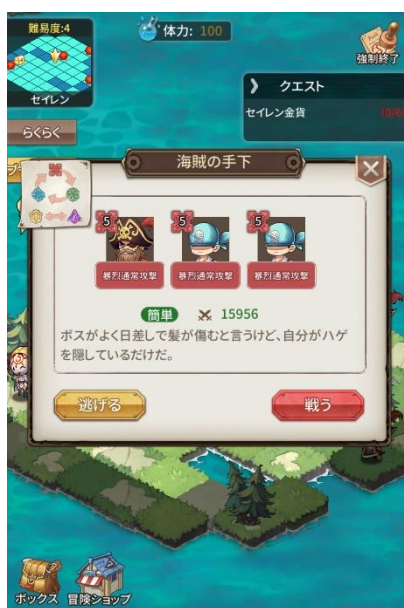 難易度:4
体力: 100
強制終了
セイレン
クエスト
セイレン金貨 (0/6)
らくらく
海賊の手下
5
5
5
暴烈通常攻撃
暴烈通常攻撃
暴烈通常攻撃
簡単
15956
ボスがよく日差しで髪が傷むと言うけど、自分がハゲ
を隠しているだけだ。
逃げる
戦う
ボックス
冒険ショップ